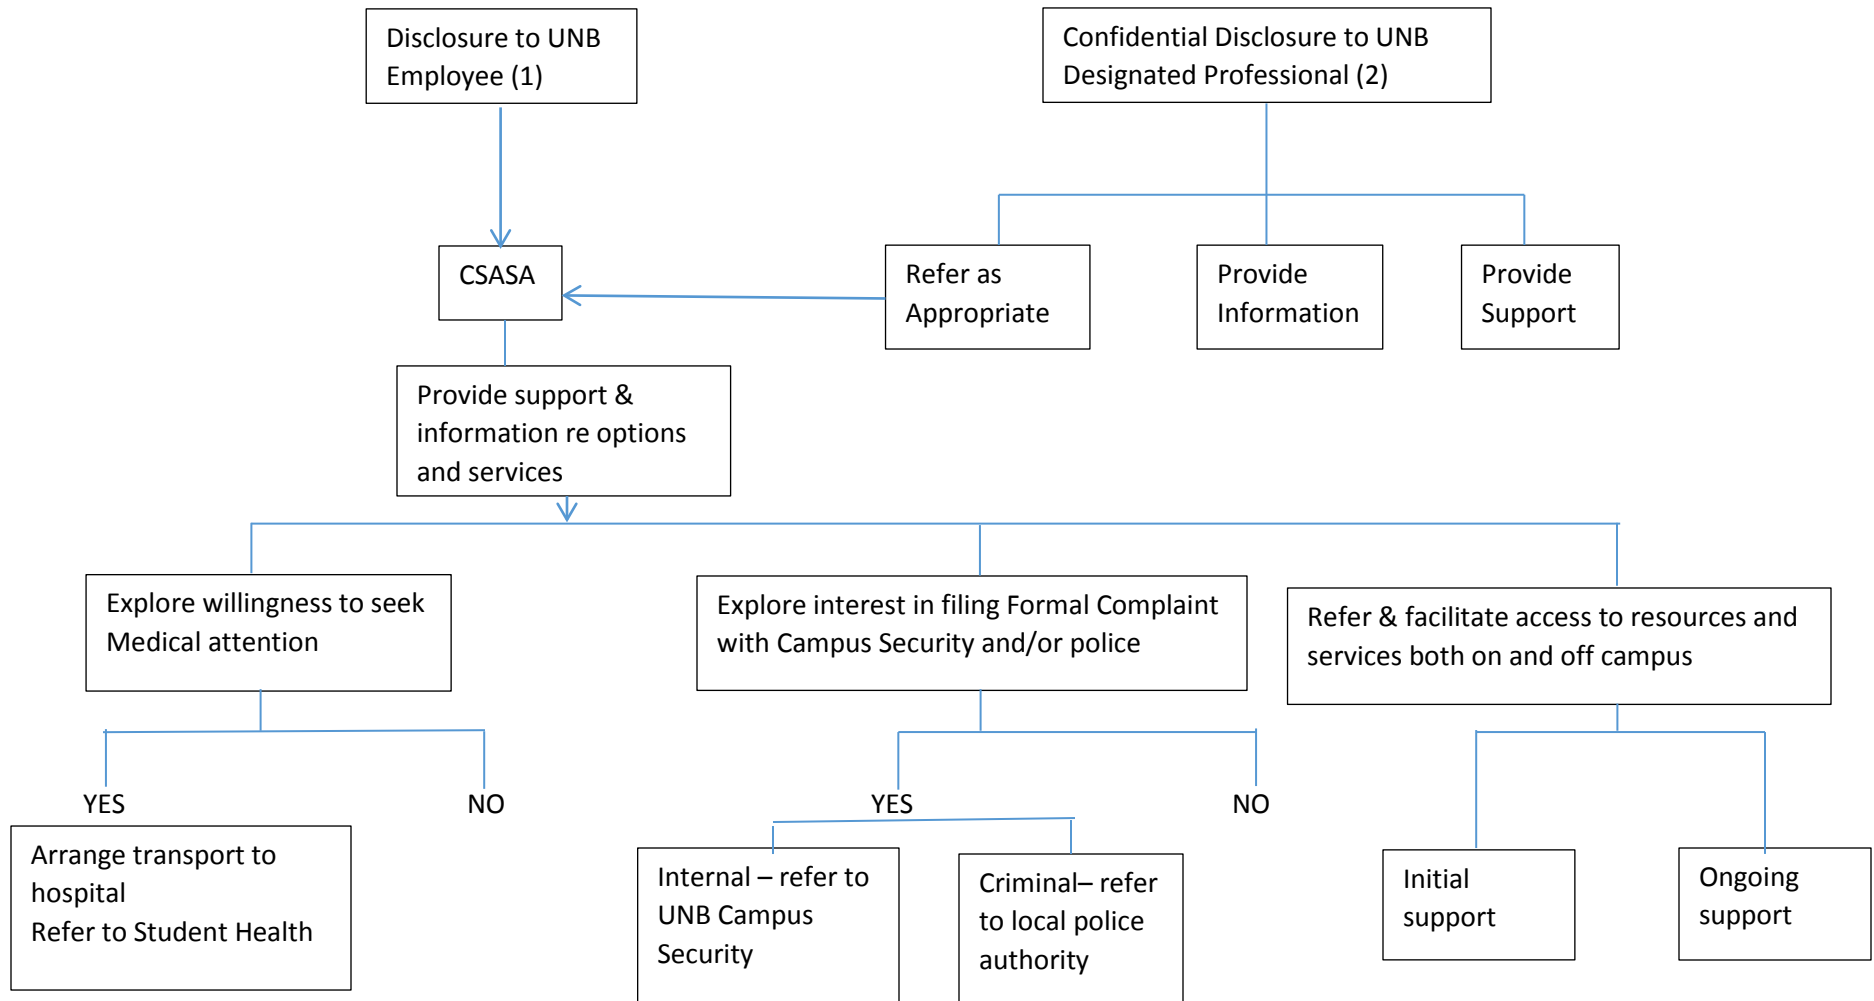 Disclosure to UNB
Employee (1)
Confidential Disclosure to UNB
Designated Professional (2)
CSASA
Refer as
Appropriate
Provide
Information
Provide
Support
Provide support &
information re options
and services
Explore willingness to seek
Medical attention
Explore interest in filing Formal Complaint
with Campus Security and/or police
Refer & facilitate access to resources and
services both on and off campus
YES
NO
YES
NO
Arrange transport to
hospital
Refer to Student Health
Internal – refer to
UNB Campus
Security
Criminal– refer
to local police
authority
Initial
support
Ongoing
support